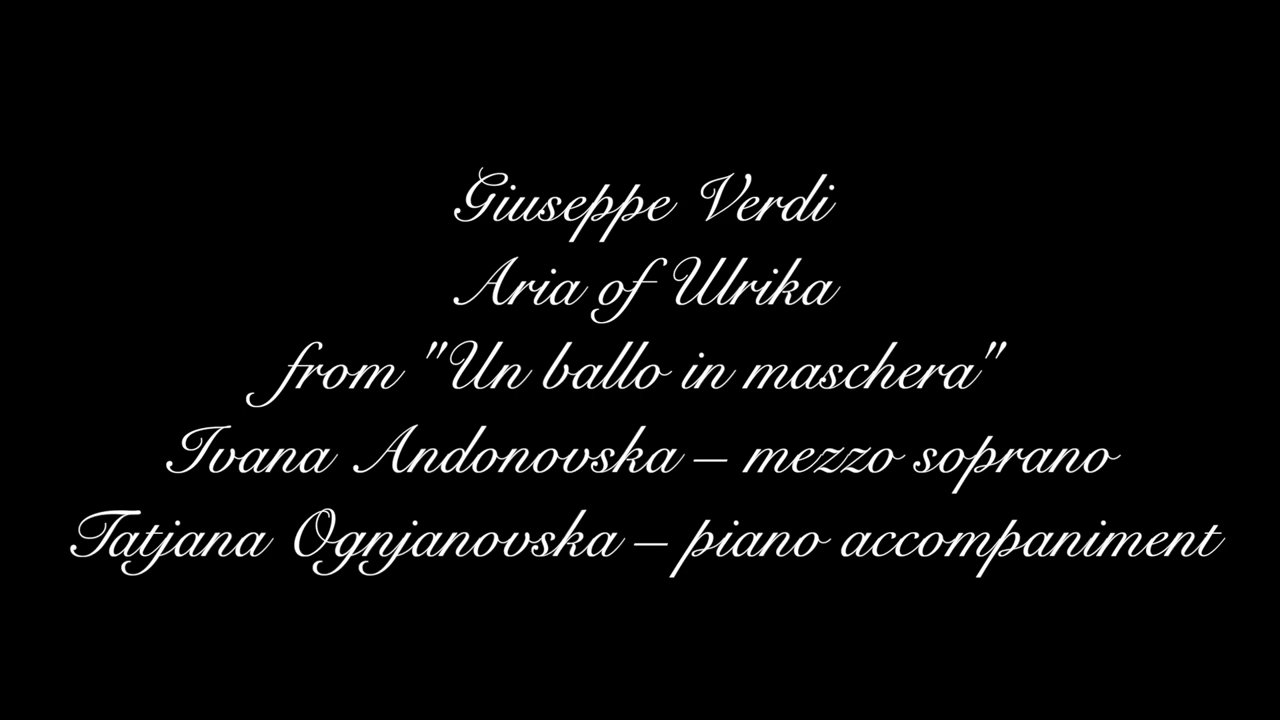 Giuseppe Verdi
Aria of Ulrika
from "Un ballo in maschera"
Ivana Andonovska – mezzo soprano
Tatjana Ognjanovska – piano accompaniment